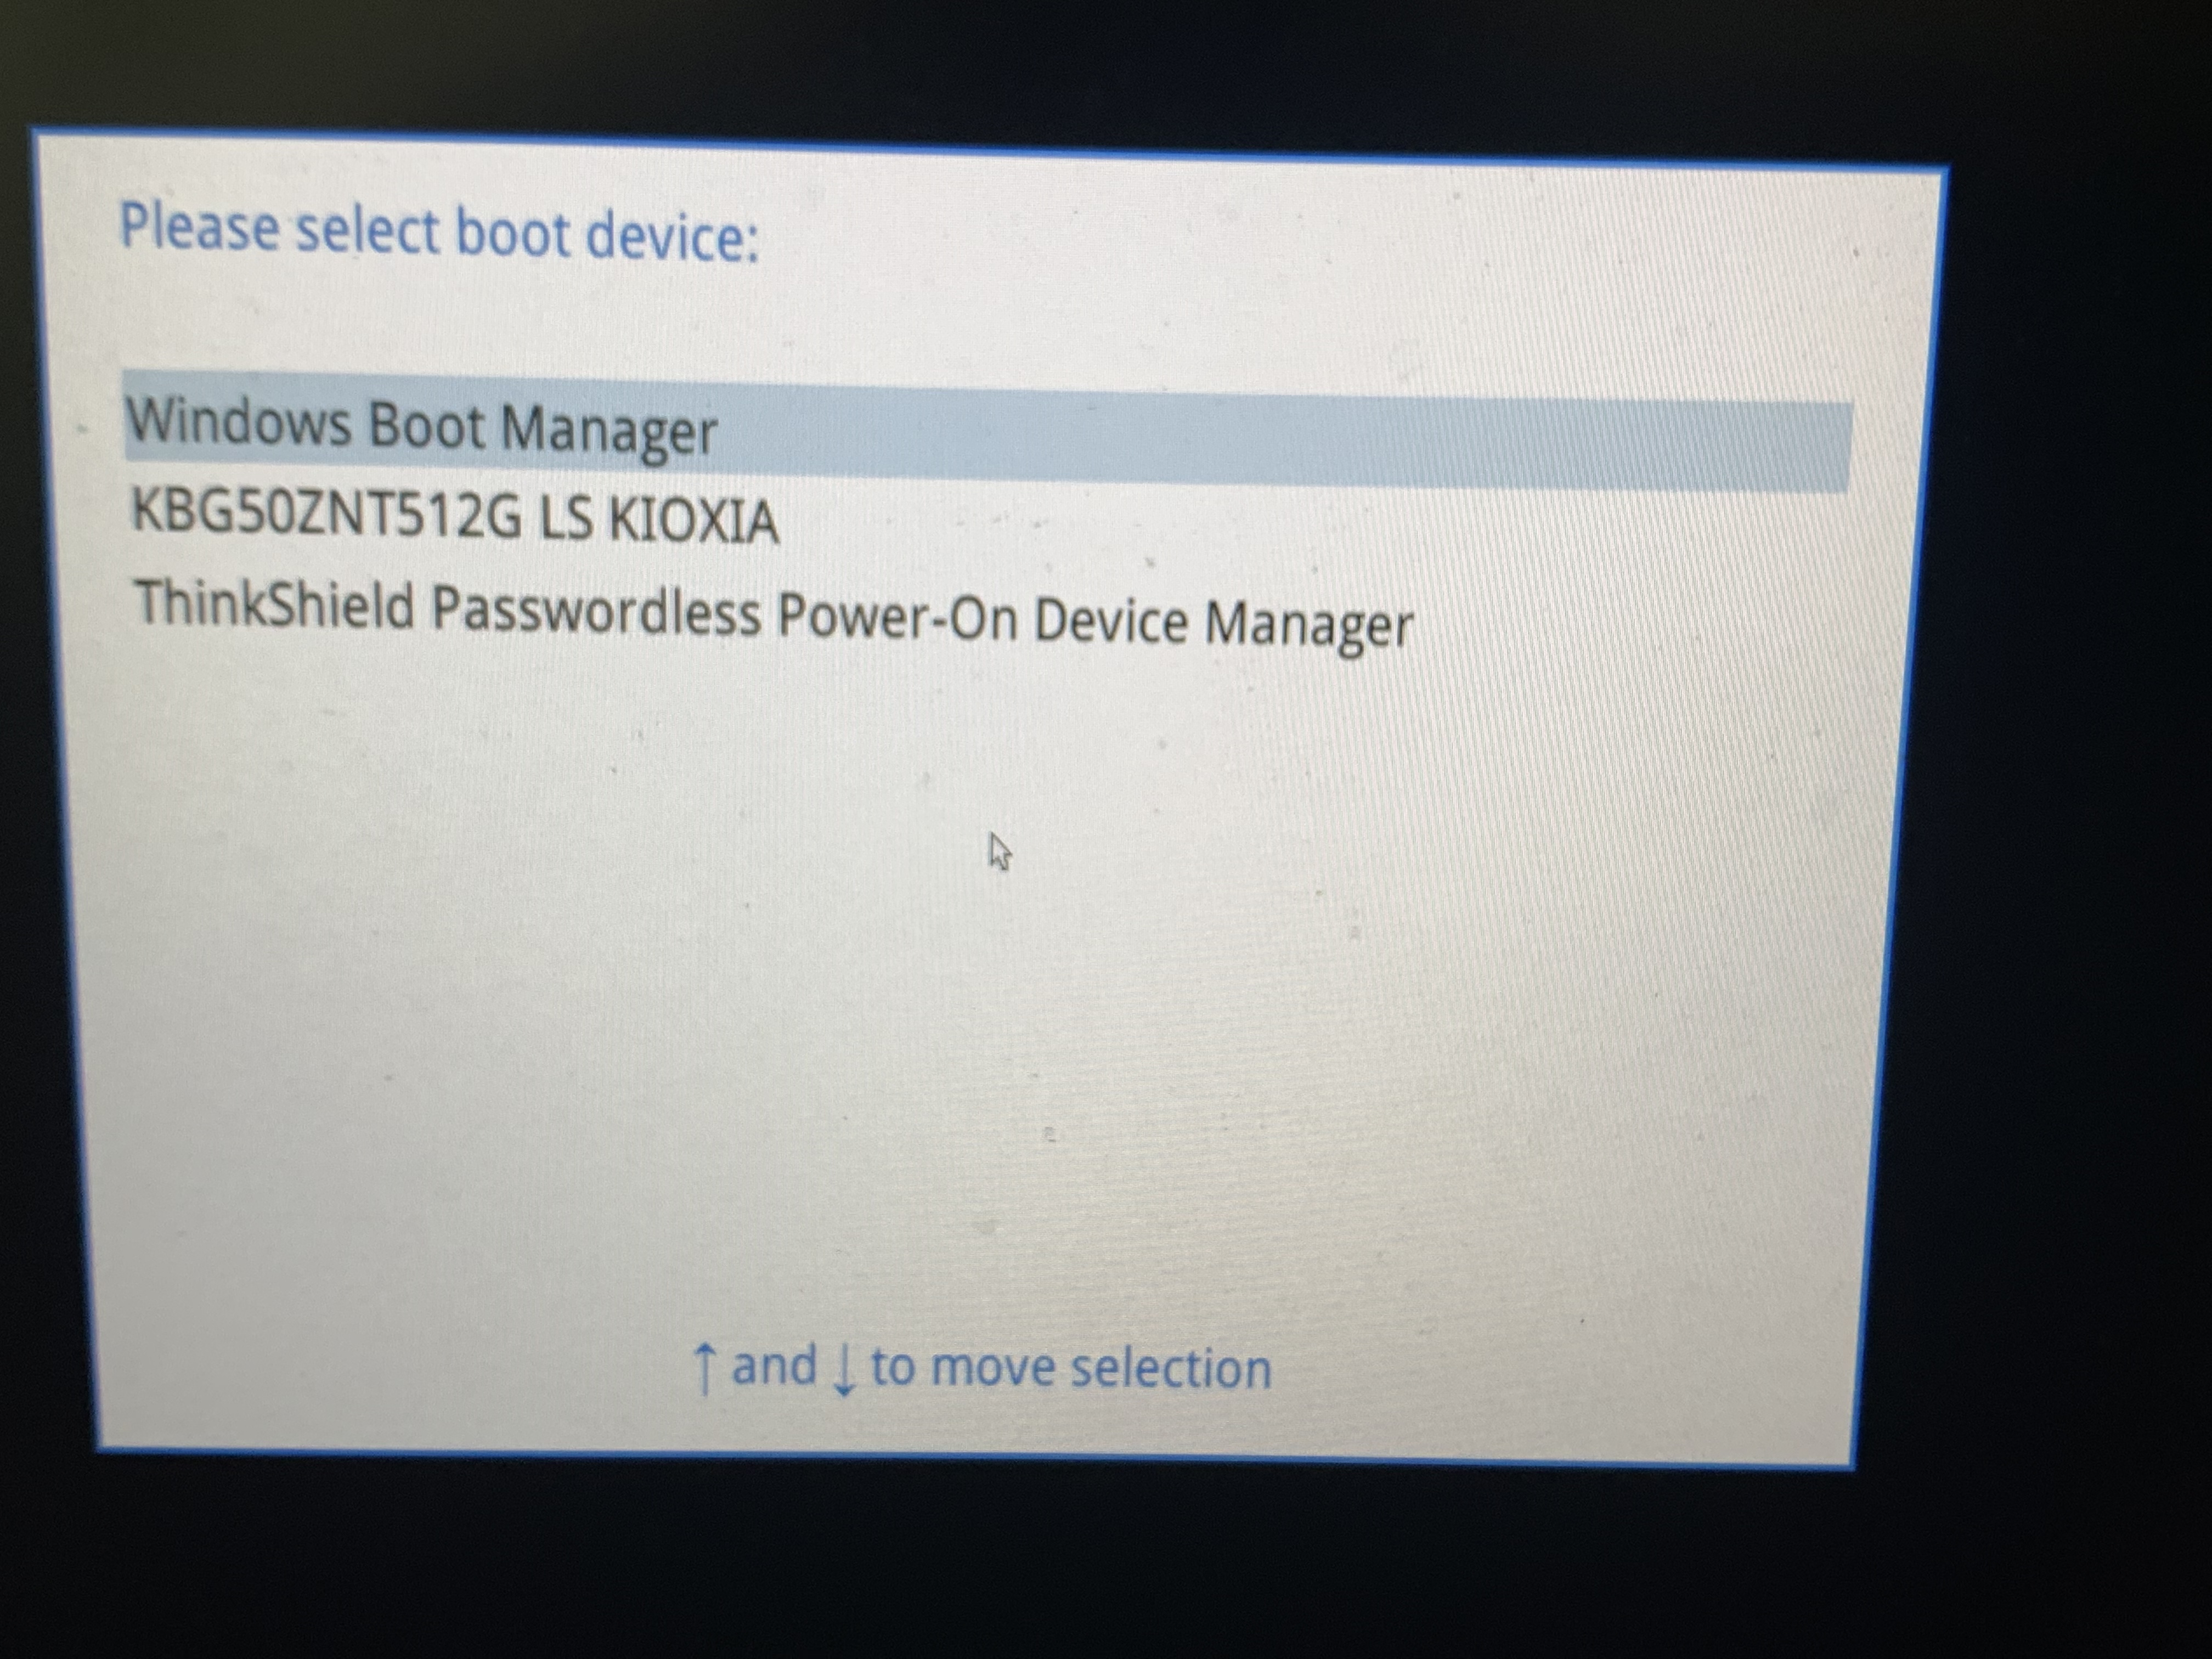 Please select boot device:
Windows Boot Manager
KBG50ZNT512G LS KIOXIA
ThinkShield Passwordless Power-On Device Manager
↑ and ↓ to move selection